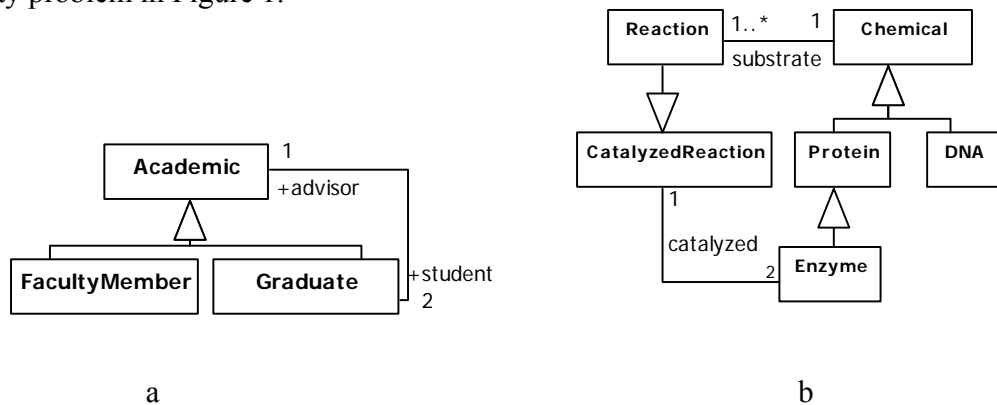 ty problem in Figure 1.
Reaction 1..* 1 Chemical
substrate
CatalyzedReaction Protein DNA
1
catalyzed
2 Enzyme
Academic 1
+advisor
+student
FacultyMember Graduate
2
a b